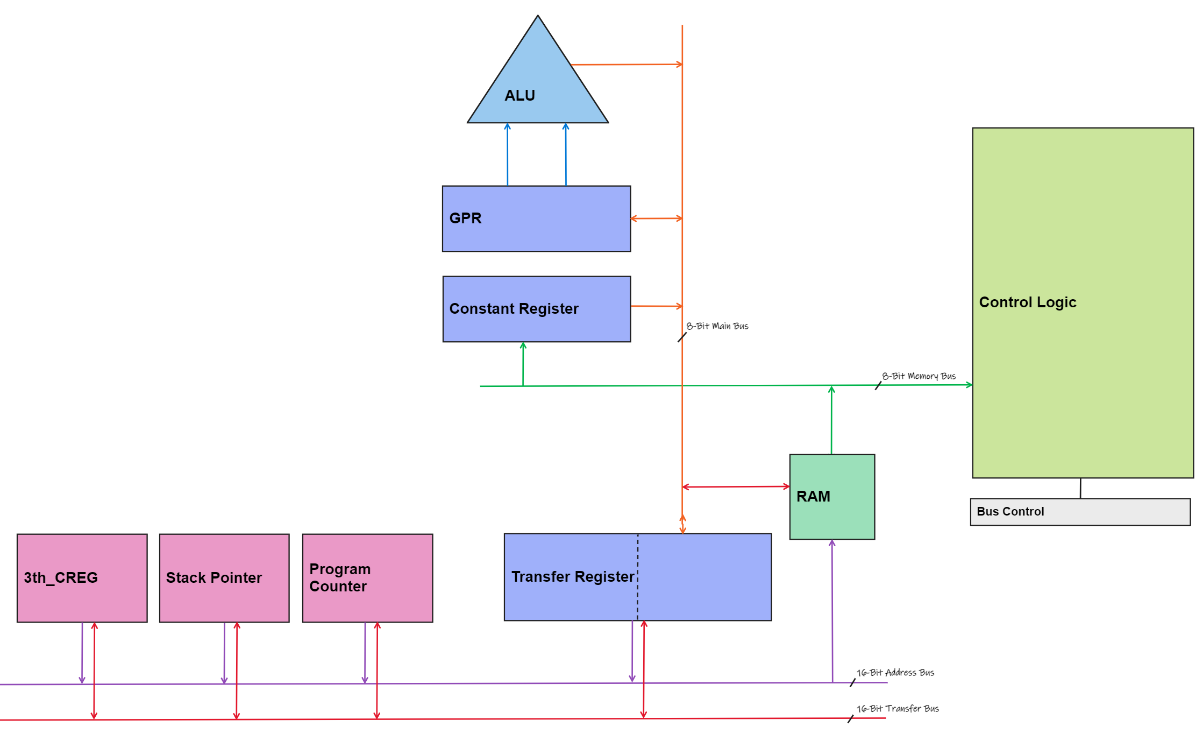 ALU
GPR
Constant Register
8-Bit Main Bus
Control Logic
8-Bit Memory Bus
RAM
Bus Control
3th_CREG
Stack Pointer
Program
Counter
Transfer Register
16-Bit Address Bus
16-Bit Transfer Bus